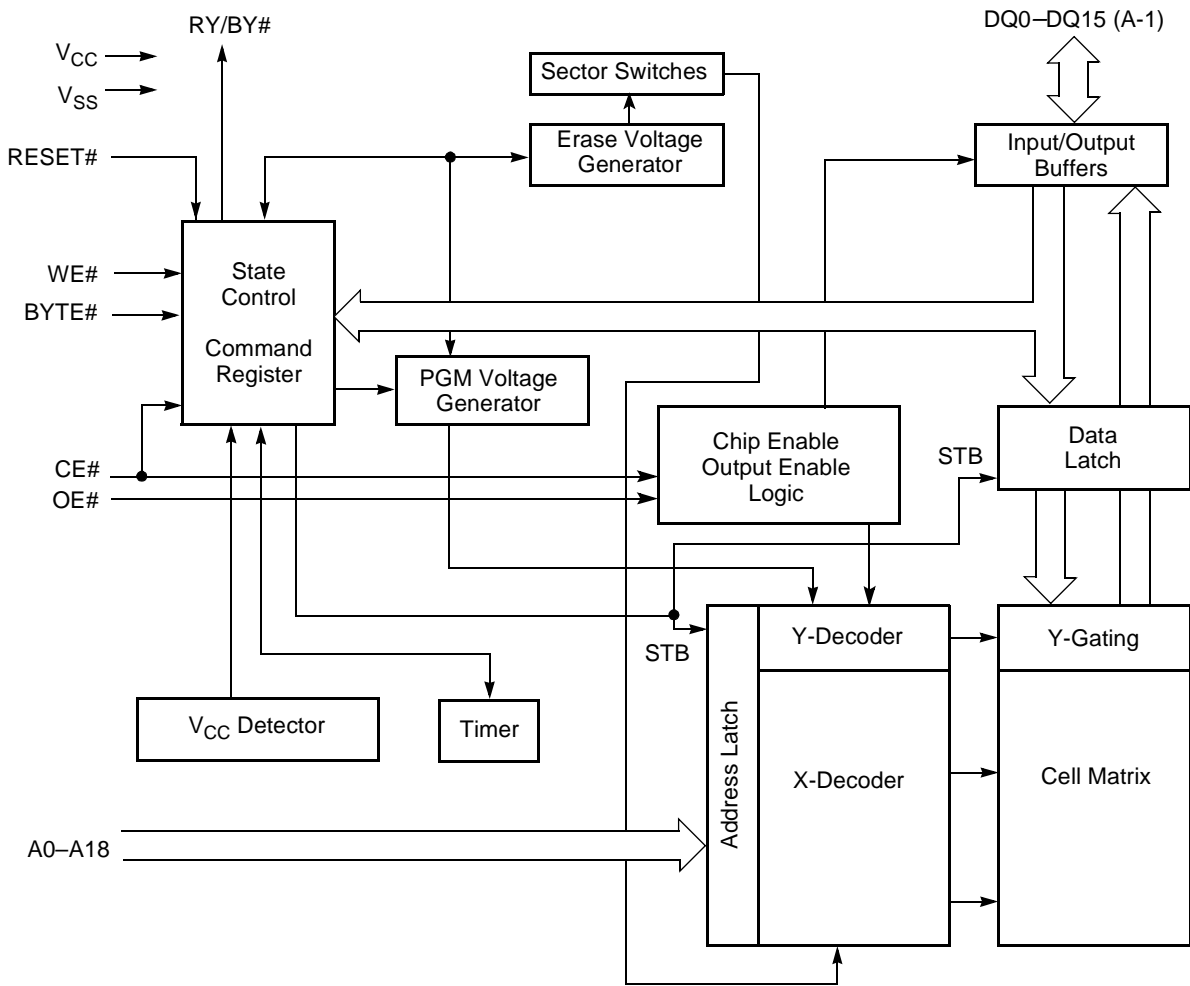 RY/BY#
DQ0–DQ15 (A-1)
VCC
VSS
Sector Switches
Erase Voltage
Generator
Input/Output
Buffers
RESET#
WE#
BYTE#
State
Control
Command
Register
PGM Voltage
Generator
Chip Enable
Output Enable
Logic
STB
Data
Latch
CE#
OE#
STB
Y-Decoder
Y-Gating
VCC Detector
Timer
Address Latch
X-Decoder
Cell Matrix
A0–A18